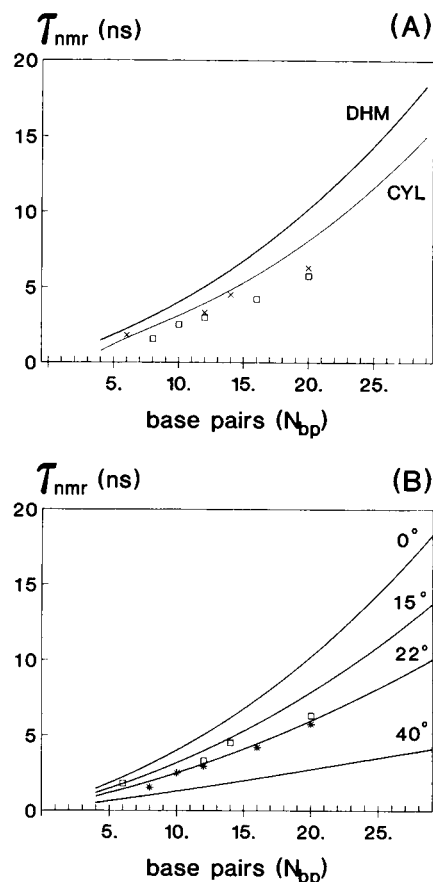 τnmr (ns) (A)
20
15
10
5
0
DHM
CYL
5. 10. 15. 20. 25.
base pairs (Nbp)
τnmr (ns) (B)
20
15
10
5
0
0°
15°
22°
40°
5. 10. 15. 20. 25.
base pairs (Nbp)